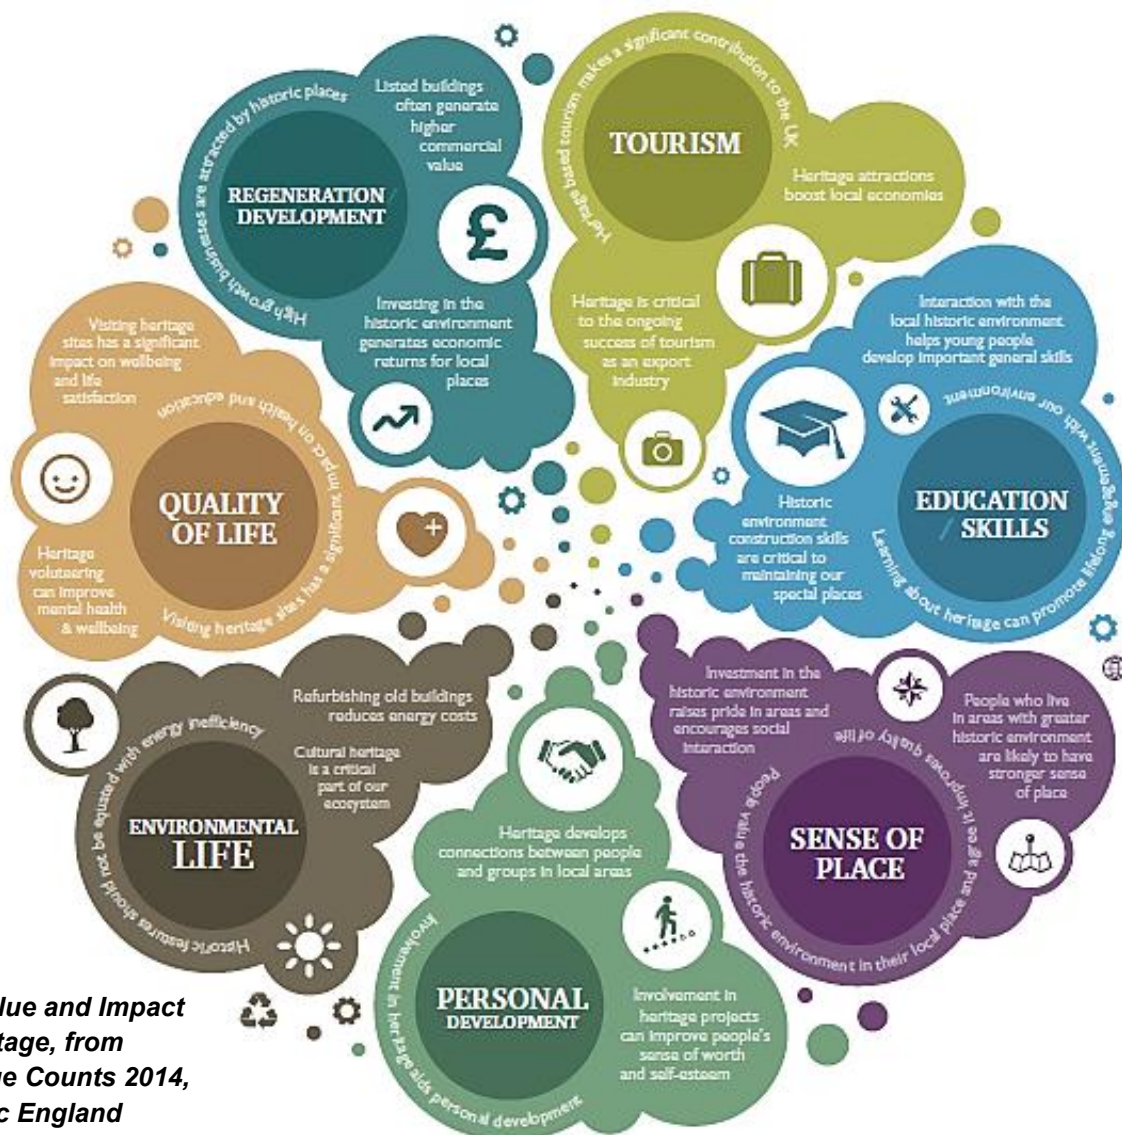 High growth businesses are attracted by historic places
REGENERATION /
DEVELOPMENT
Listed buildings
often generate
higher
commercial
value
£
Investing in the
historic environment
generates economic
returns for local
places
Heritage based tourism makes a significant contribution to the UK
TOURISM
Heritage attractions
boost local economies
Heritage is critical
to the ongoing
success of tourism
as an export
industry
Interaction with the
local historic environment
helps young people
develop important general skills
Learning about heritage can promote lifelong engagement with our environment
EDUCATION
/ SKILLS
Historic
environment
construction skills
are critical to
maintaining our
special places
Visiting heritage
sites has a significant
impact on wellbeing
and life
satisfaction
Visiting heritage sites has a significant impact on health and education
QUALITY
OF LIFE
Heritage
voluteering
can improve
mental health
& wellbeing
Historic features should not be equated with energy inefficiency
ENVIRONMENTAL
LIFE
Refurbishing old buildings
reduces energy costs
Cultural heritage
is a critical
part of our
ecosystem
Investment in the
historic environment
raises pride in areas and
encourages social
interaction
People who live
in areas with greater
historic environment
are likely to have
stronger sense
of place
People value the historic environment in their local place and agree it improves quality of life
SENSE OF
PLACE
Heritage develops
connections between people
and groups in local areas
Involvement in heritage aids personal development
PERSONAL
DEVELOPMENT
Involvement in
heritage projects
can improve people's
sense of worth
and self-esteem
lue and Impact
tage, from
e Counts 2014,
c England